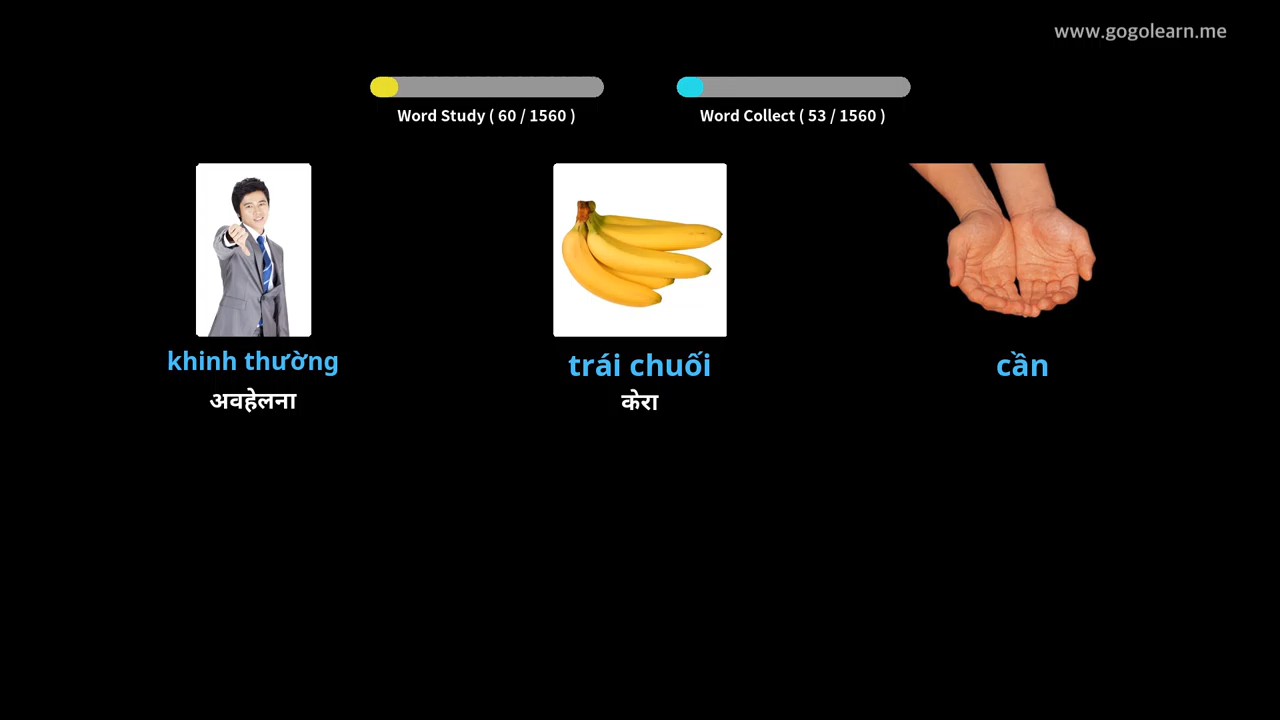 www.gogolearn.me
Word Study ( 60 / 1560 )
Word Collect ( 53 / 1560 )
khinh thường
trái chuối
cần
अवहेलना
केरा